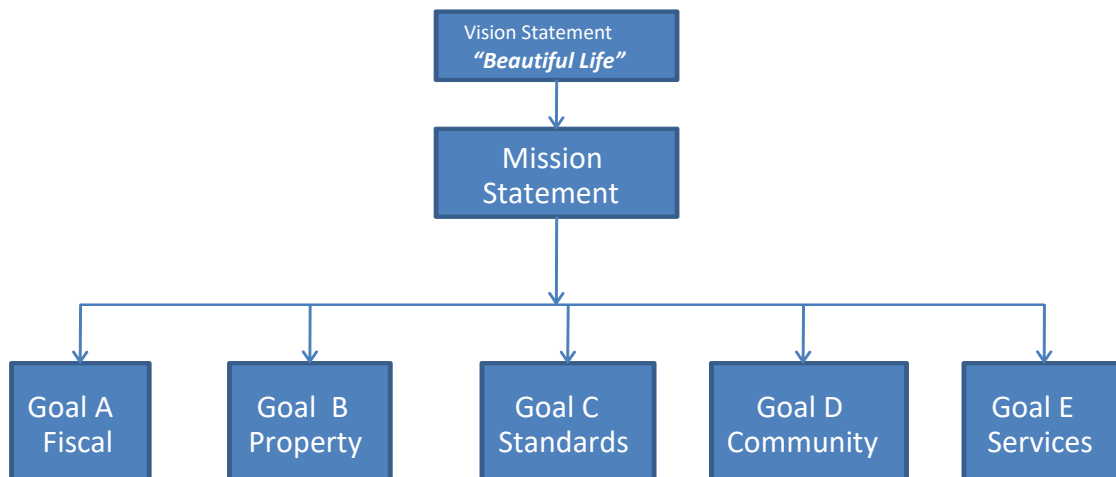 Vision Statement
“Beautiful Life”
Mission
Statement
Goal A
Fiscal
Goal B
Property
Goal C
Standards
Goal D
Community
Goal E
Services